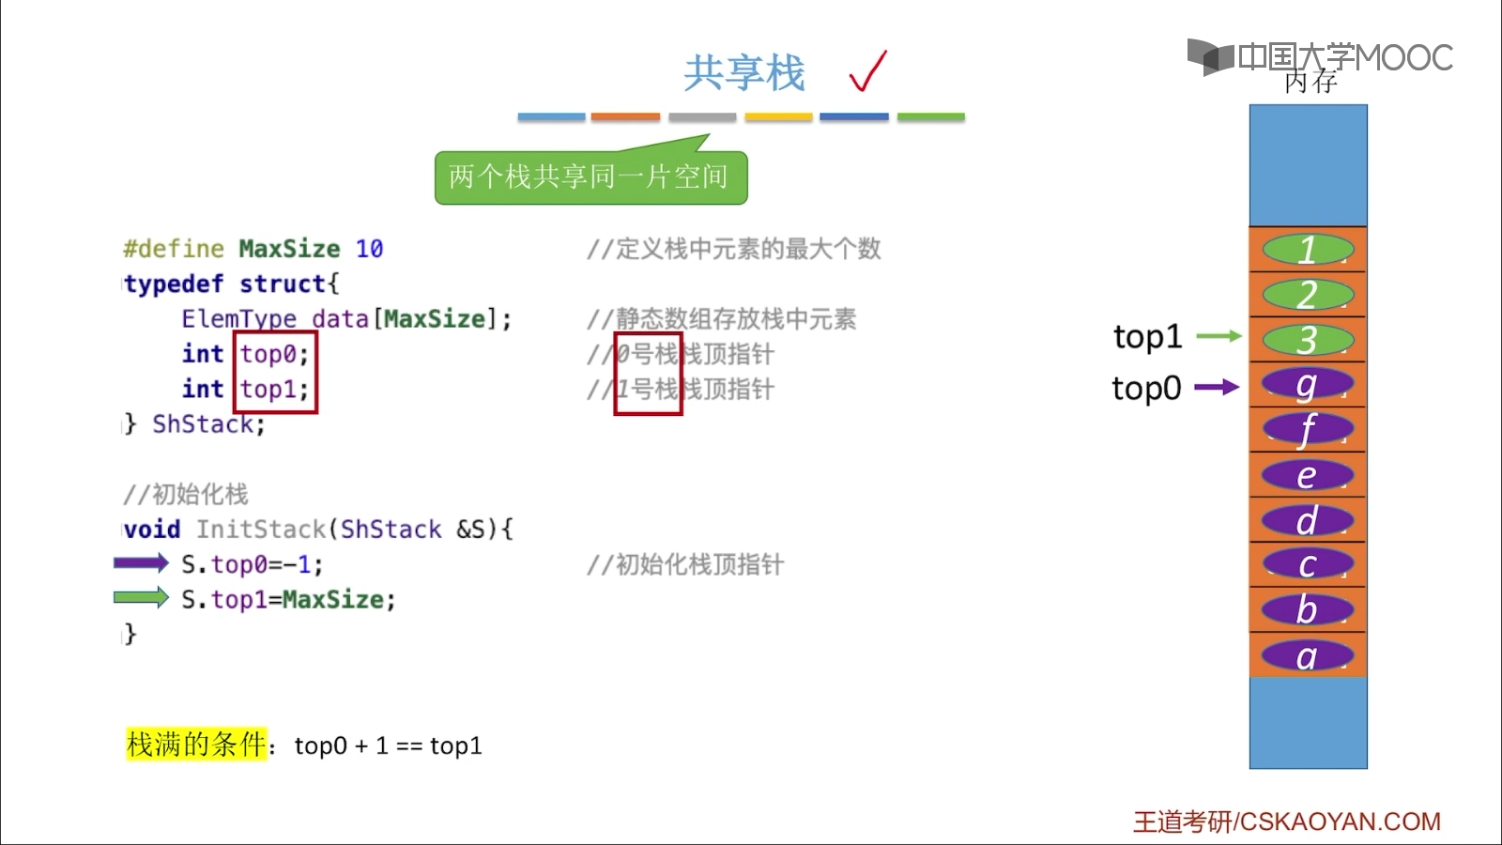 共享栈
中国大学MOOC
内存
两个栈共享同一片空间
#define MaxSize 10 //定义栈中元素的最大个数
typedef struct{
ElemType data[MaxSize]; //静态数组存放栈中元素
int top0; //0号栈栈顶指针
int top1; //1号栈栈顶指针
} ShStack;
//初始化栈
void InitStack(ShStack &S){
S.top0=-1; //初始化栈顶指针
S.top1=MaxSize;
}
栈满的条件：top0 + 1 == top1
1
2
top1 3
top0 g
f
e
d
c
b
a
王道考研/CSKAOYAN.COM